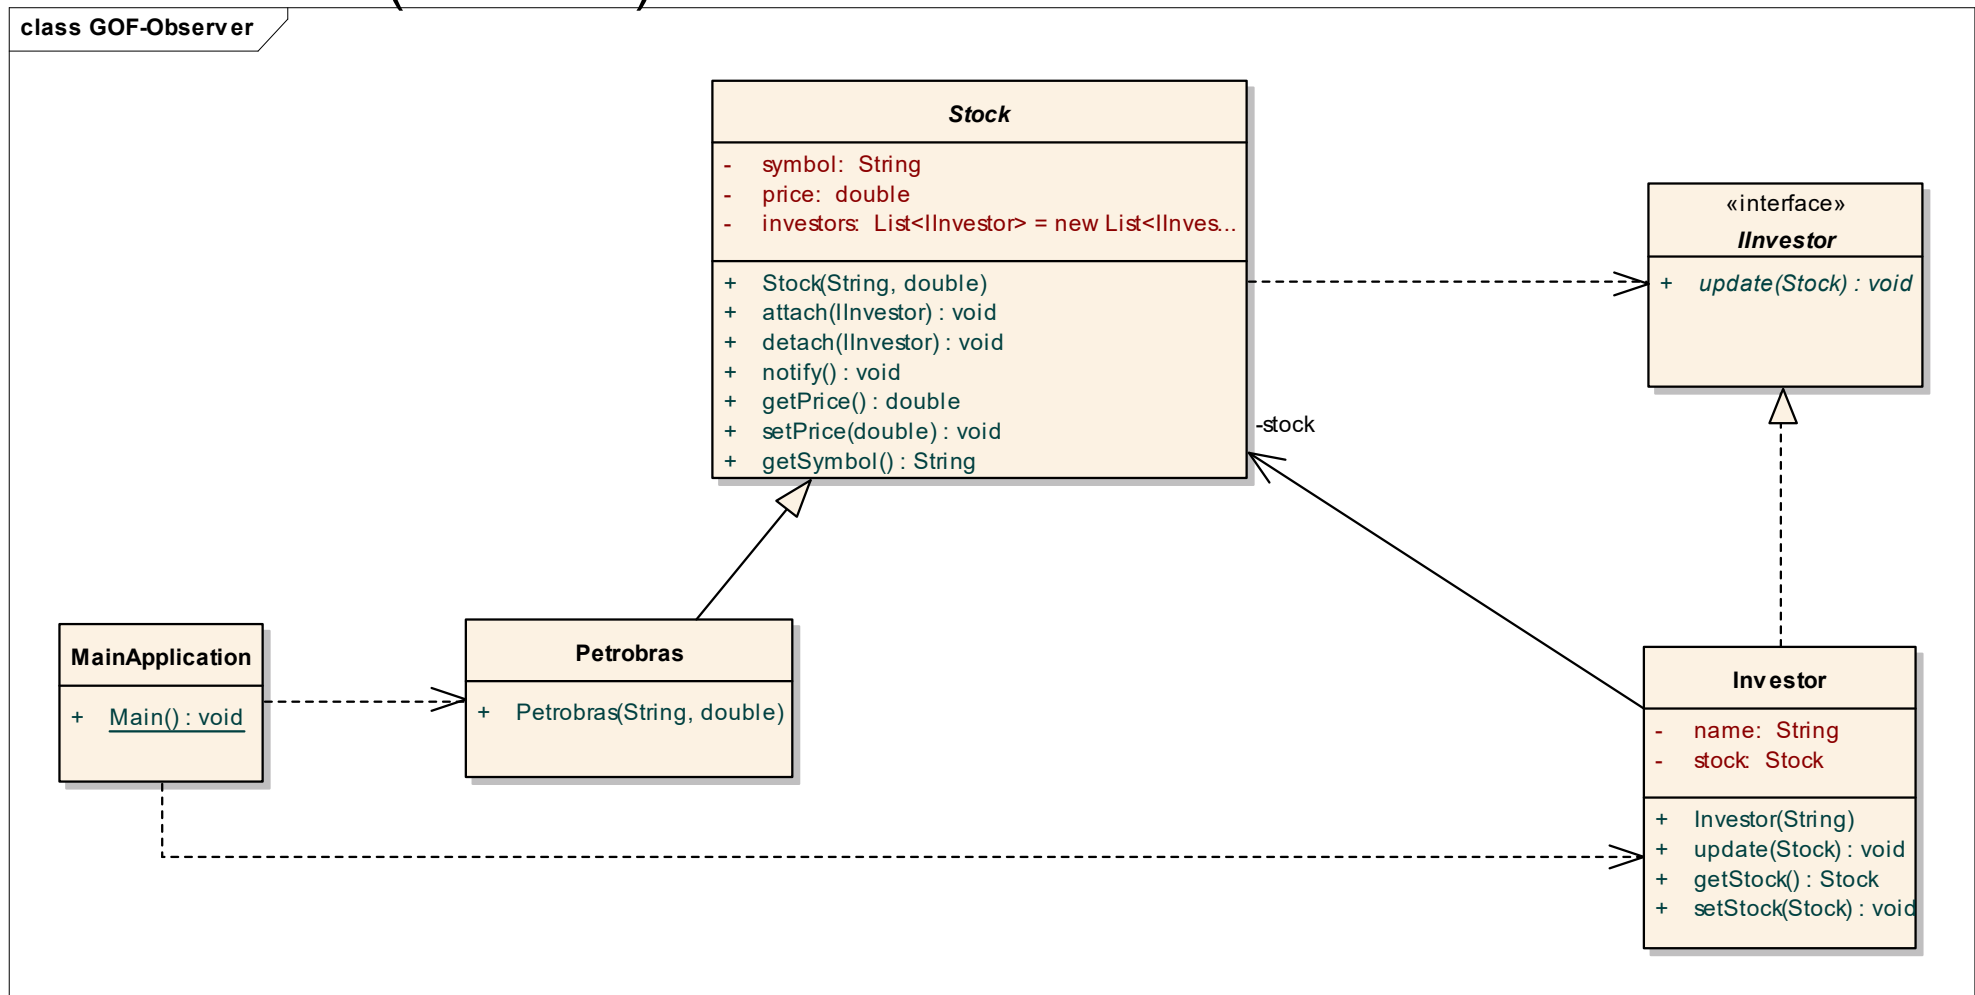 class GOF-Observer
Stock
- symbol: String
- price: double
- investors: List<IInvestor> = new List<IInves...
+ Stock(String, double)
+ attach(IInvestor) : void
+ detach(IInvestor) : void
+ notify() : void
+ getPrice() : double
+ setPrice(double) : void
+ getSymbol() : String
«interface»
IInvestor
+ update(Stock) : void
-stock
MainApplication
+ Main() : void
Petrobras
+ Petrobras(String, double)
Investor
- name: String
- stock: Stock
+ Investor(String)
+ update(Stock) : void
+ getStock() : Stock
+ setStock(Stock) : void